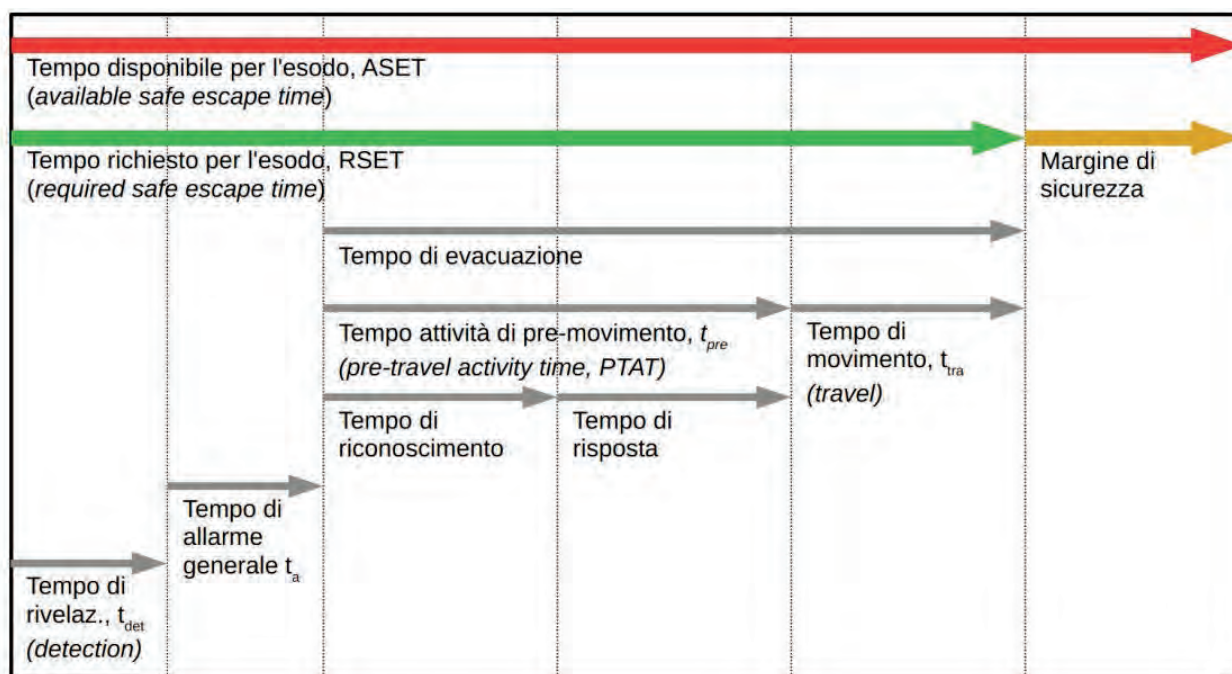 Tempo disponibile per l'esodo, ASET
(available safe escape time)
Tempo richiesto per l'esodo, RSET
(required safe escape time)
Margine di
sicurezza
Tempo di evacuazione
Tempo attività di pre-movimento, tpre
(pre-travel activity time, PTAT)
Tempo di
movimento, ttra
(travel)
Tempo di
riconoscimento
Tempo di
risposta
Tempo di
allarme
generale ta
Tempo di
rivelaz., tdet
(detection)